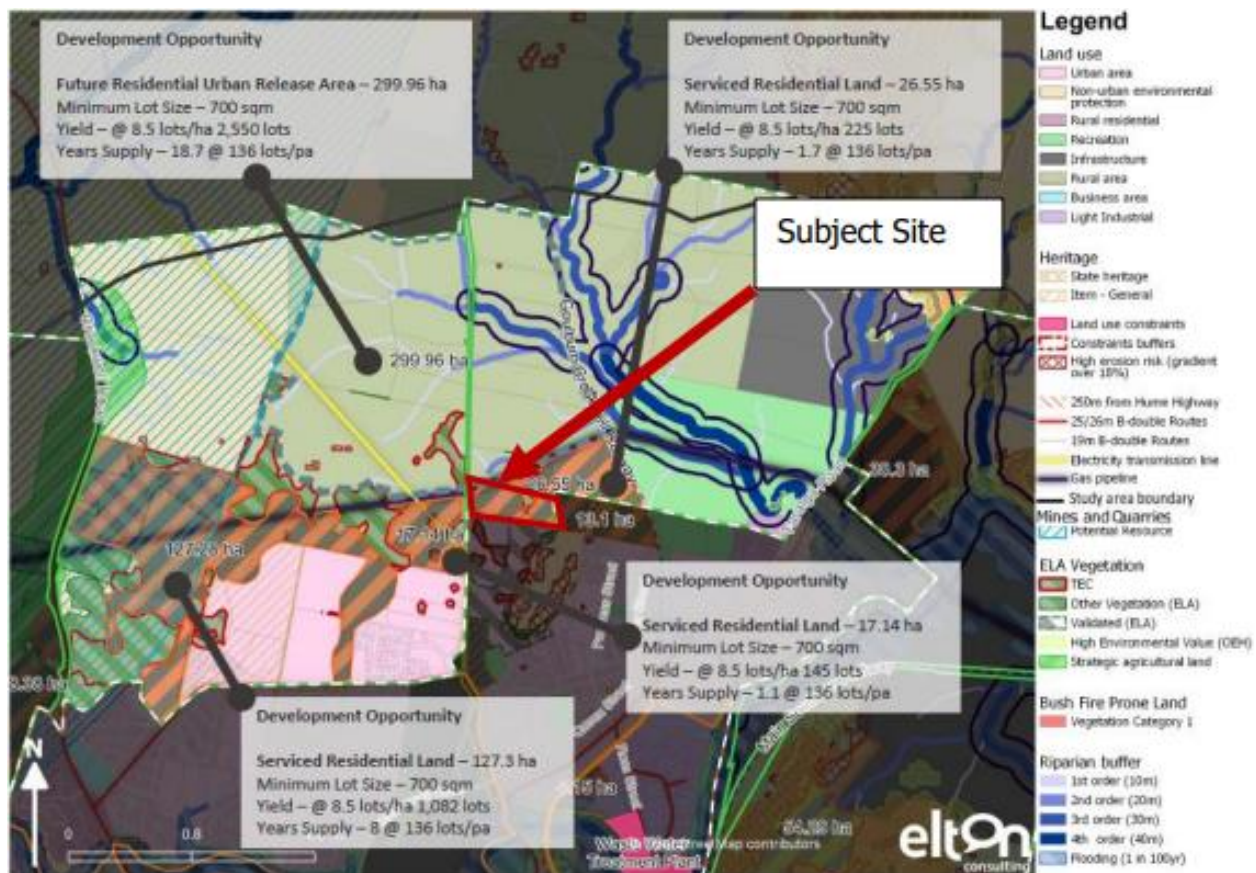 Development Opportunity
Future Residential Urban Release Area – 299.96 ha
Minimum Lot Size – 700 sqm
Yield – @ 8.5 lots/ha 2,550 lots
Years Supply – 18.7 @ 136 lots/pa
Development Opportunity
Serviced Residential Land – 26.55 ha
Minimum Lot Size – 700 sqm
Yield – @ 8.5 lots/ha 225 lots
Years Supply – 1.7 @ 136 lots/pa
Subject Site
299.96 ha
13.1 ha
127.28 ha
Development Opportunity
Serviced Residential Land – 17.14 ha
Minimum Lot Size – 700 sqm
Yield – @ 8.5 lots/ha 145 lots
Years Supply – 1.1 @ 136 lots/pa
Development Opportunity
Serviced Residential Land – 127.3 ha
Minimum Lot Size – 700 sqm
Yield – @ 8.5 lots/ha 1,082 lots
Years Supply – 8 @ 136 lots/pa
N
0 0.8
Treatment Plant
elton
consulting
Legend
Land use
Urban area
Non-urban environmental
protection
Rural residential
Recreation
Infrastructure
Rural area
Business area
Light Industrial
Heritage
State heritage
Item - General
Land use constraints
Constraints buffers
High erosion risk (gradient
over 18%)
250m from Hume Highway
25/26m B-double Routes
19m B-double Routes
Electricity transmission line
Gas pipeline
Study area boundary
Mines and Quarries
Potential Resource
ELA Vegetation
TEC
Other Vegetation (ELA)
Validated (ELA)
High Environmental Value (OEH)
Strategic agricultural land
Bush Fire Prone Land
Vegetation Category 1
Riparian buffer
1st order (10m)
2nd order (20m)
3rd order (30m)
4th order (40m)
Flooding (1 in 100yr)